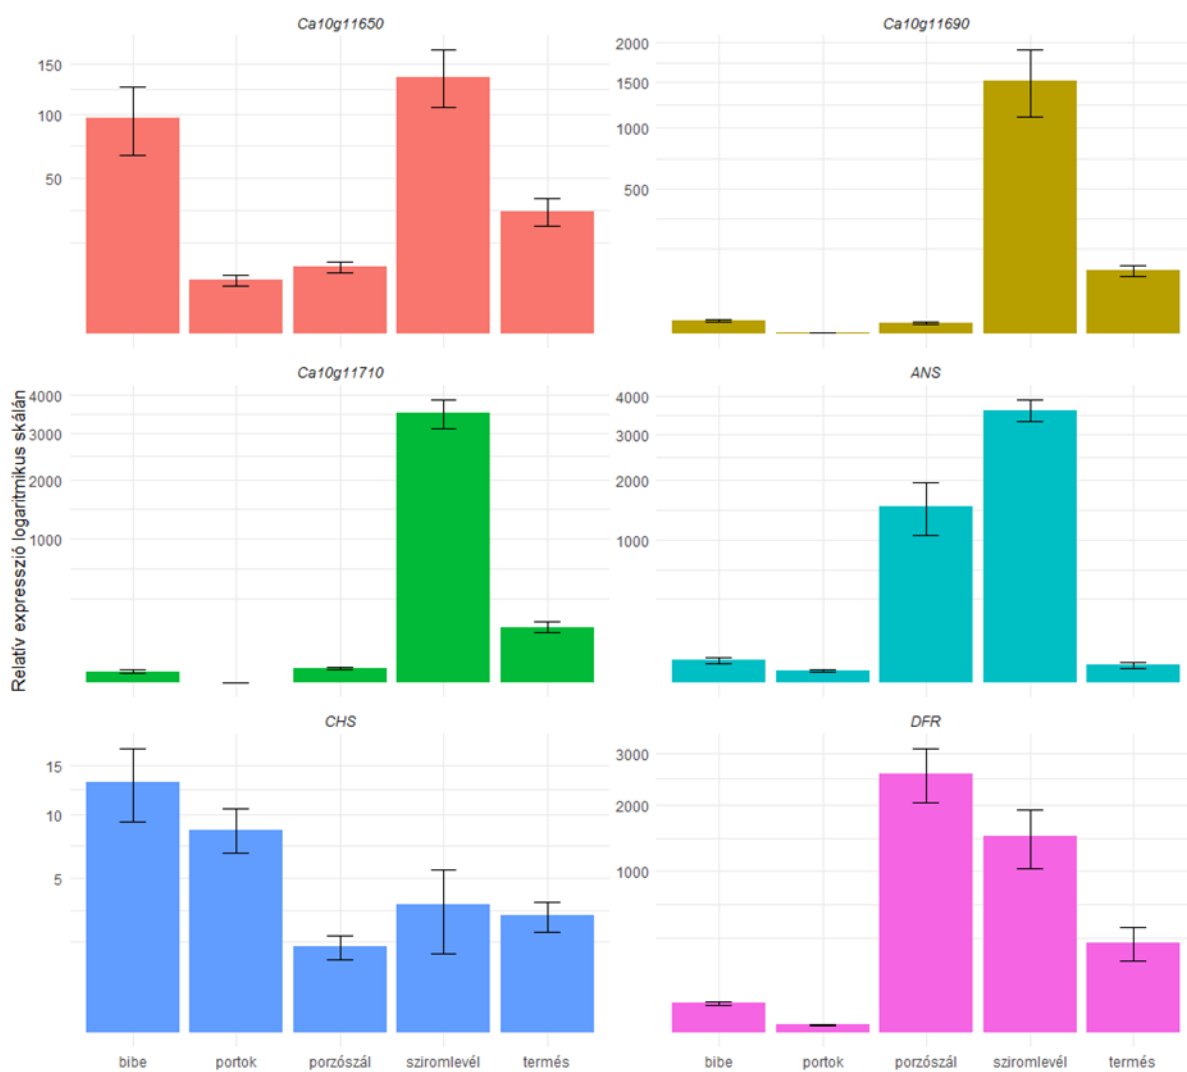 Ca10g11650
Ca10g11690
150
100
50
2000
1500
1000
500
Relatív expresszió logaritmikus skálán
Ca10g11710
ANS
4000
3000
2000
1000
4000
3000
2000
1000
CHS
DFR
15
10
5
3000
2000
1000
bibe portok porzószál sziromlevél termés
bibe portok porzószál sziromlevél termés